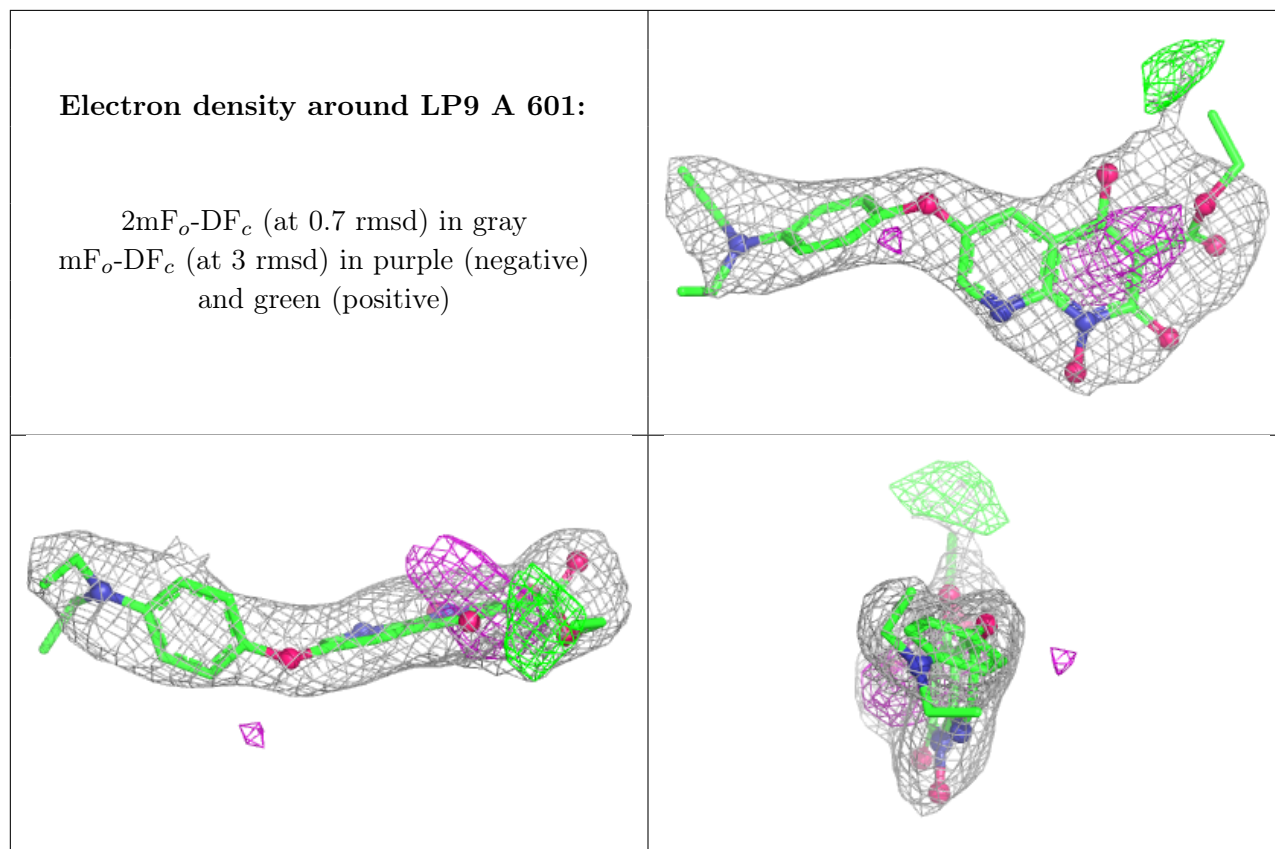 Electron density around LP9 A 601:
2mFo-DFc (at 0.7 rmsd) in gray
mFo-DFc (at 3 rmsd) in purple (negative)
and green (positive)